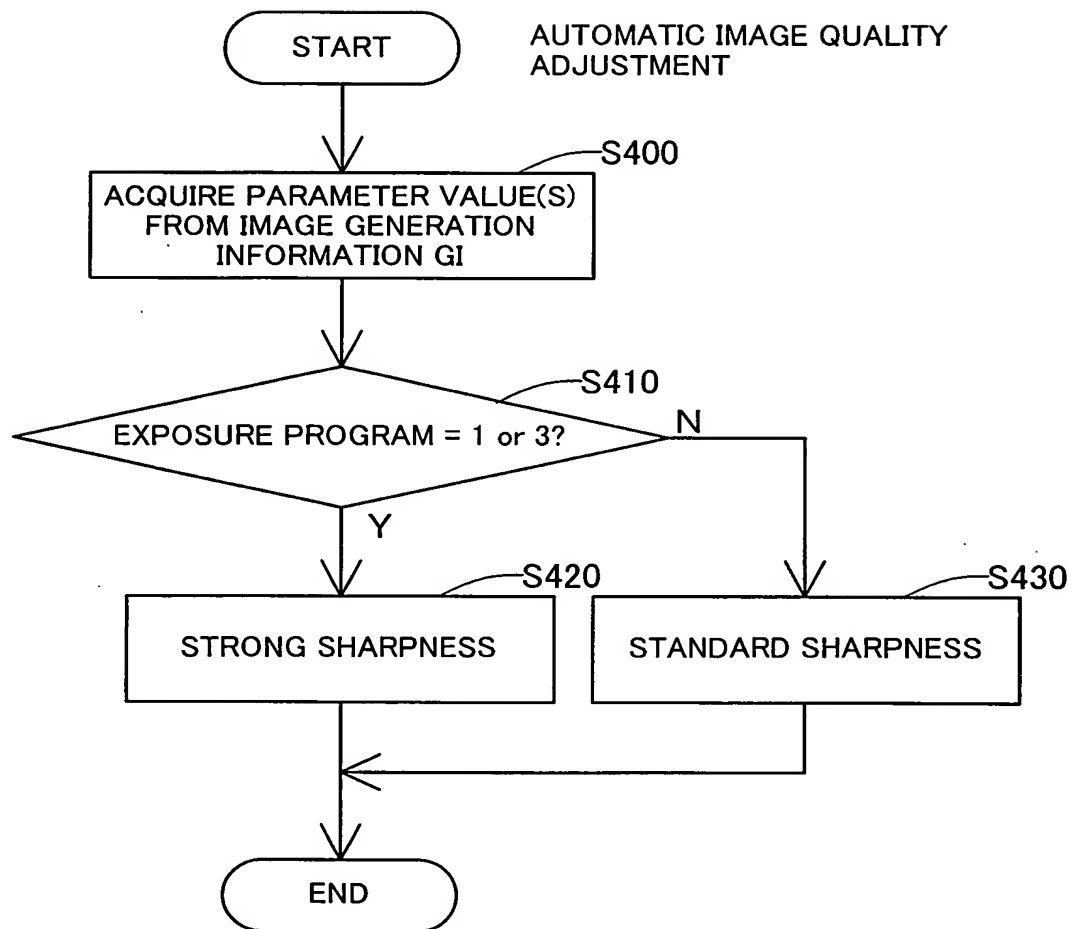 START
AUTOMATIC IMAGE QUALITY
ADJUSTMENT
S400
ACQUIRE PARAMETER VALUE(S)
FROM IMAGE GENERATION
INFORMATION GI
S410
EXPOSURE PROGRAM = 1 or 3?
N
Y
S420
S430
STRONG SHARPNESS
STANDARD SHARPNESS
END